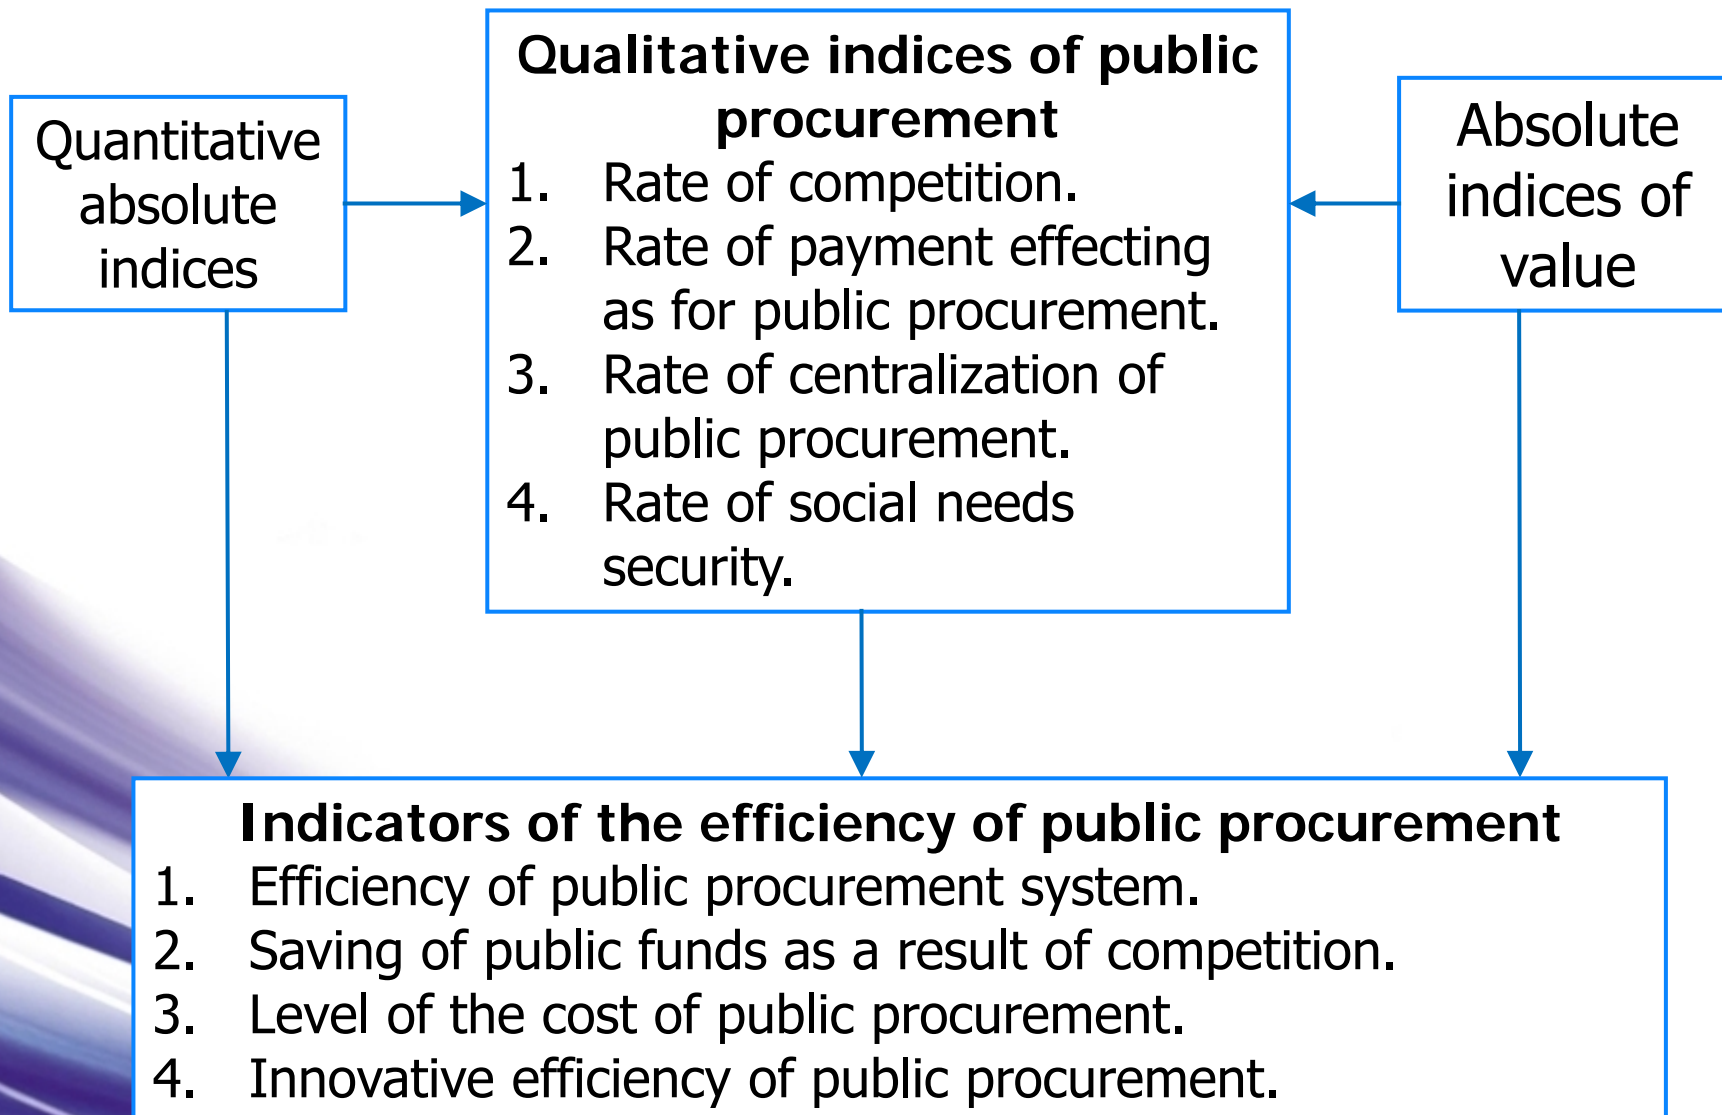 Quantitative
absolute
indices
Qualitative indices of public
procurement
1. Rate of competition.
2. Rate of payment effecting
as for public procurement.
3. Rate of centralization of
public procurement.
4. Rate of social needs
security.
Absolute
indices of
value
Indicators of the efficiency of public procurement
1. Efficiency of public procurement system.
2. Saving of public funds as a result of competition.
3. Level of the cost of public procurement.
4. Innovative efficiency of public procurement.